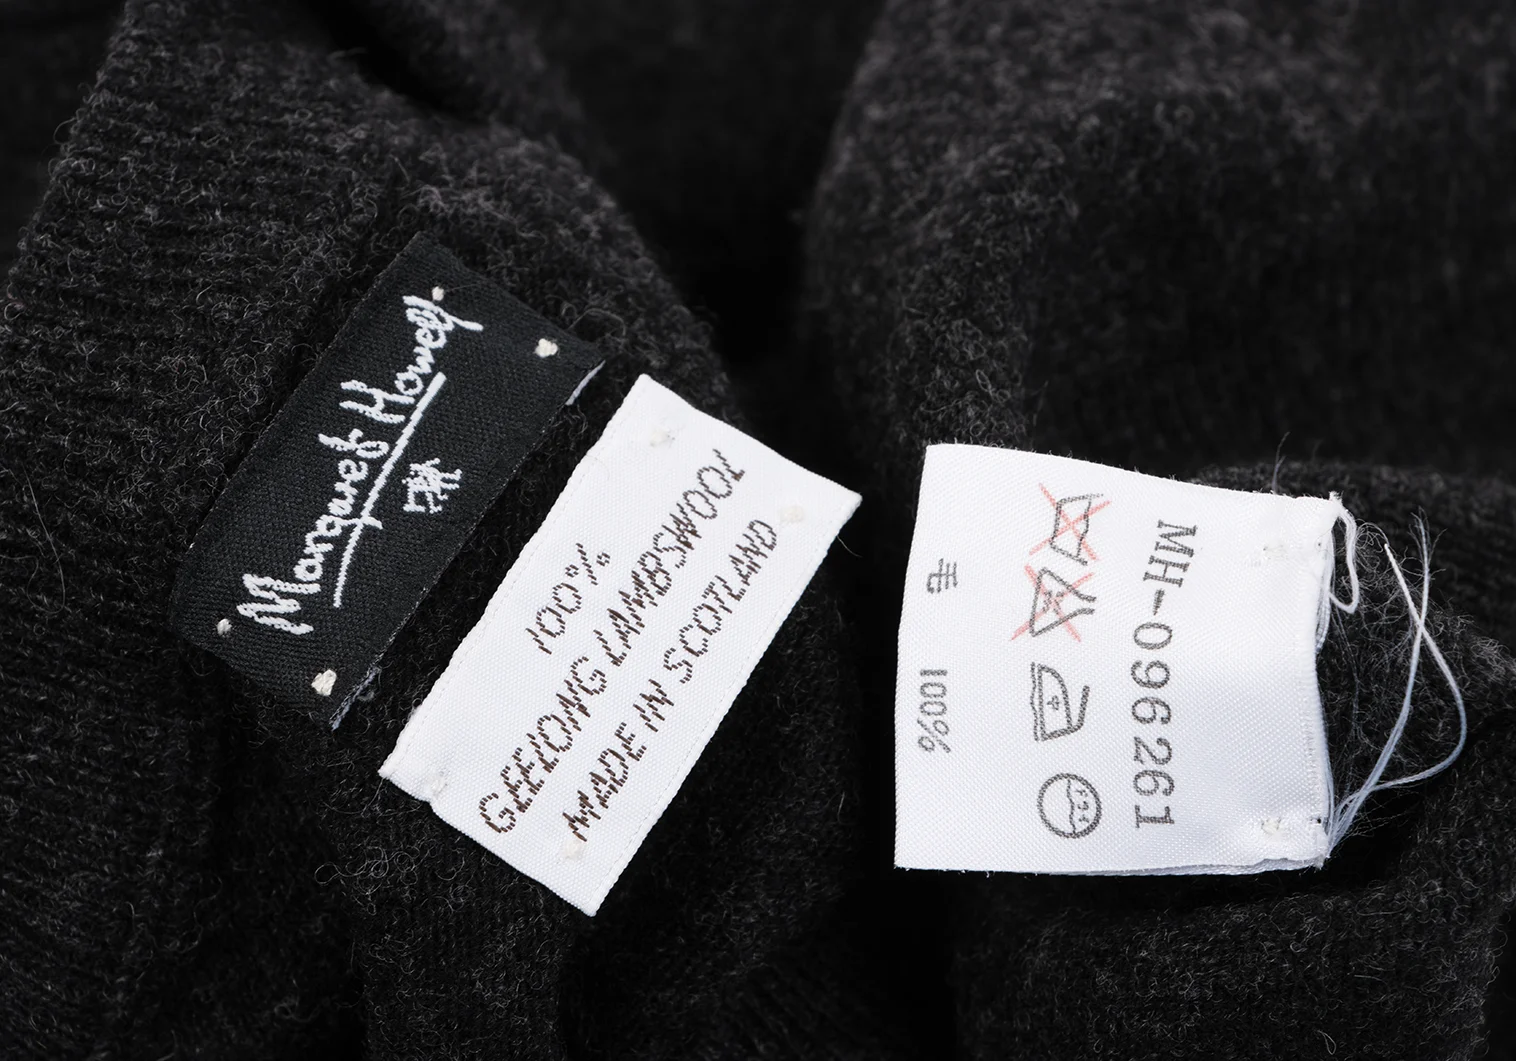 Margaret Howell
100%
GEELONG LAMBSWOOL
MADE IN SCOTLAND
MH-096261
毛 100%